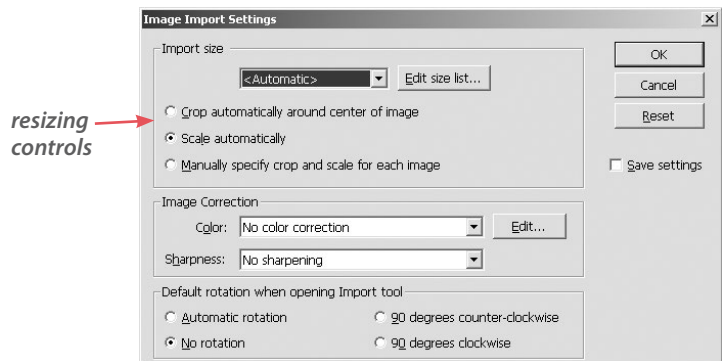 Image Import Settings
Import size
<Automatic>
Edit size list...
Crop automatically around center of image
Scale automatically
Manually specify crop and scale for each image
resizing
controls
Image Correction
Color: No color correction
Edit...
Sharpness: No sharpening
Default rotation when opening Import tool
Automatic rotation
90 degrees counter-clockwise
No rotation
90 degrees clockwise
OK
Cancel
Reset
Save settings